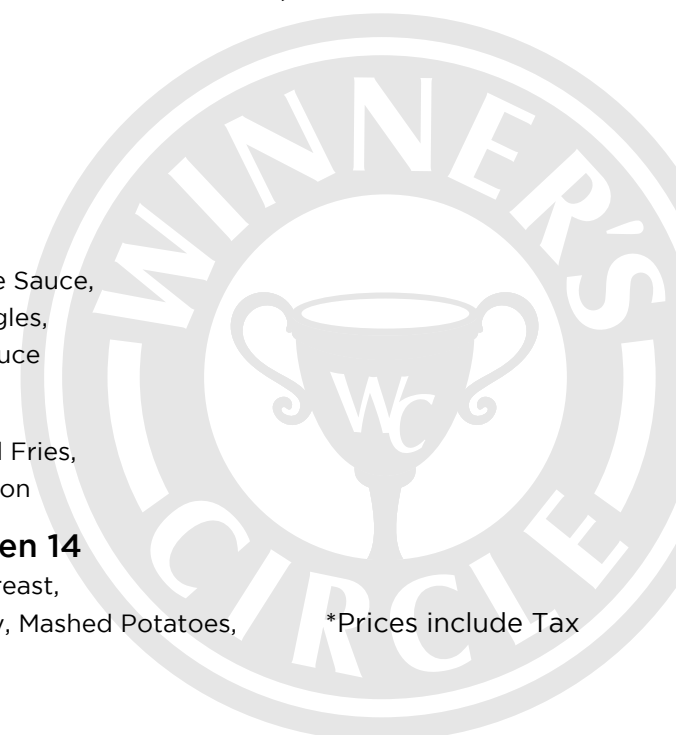 WINNER'S
e Sauce,
gles,
uce
WC
l Fries,
on
en 14
reast,
, Mashed Potatoes,
*Prices include Tax
CIRCLE